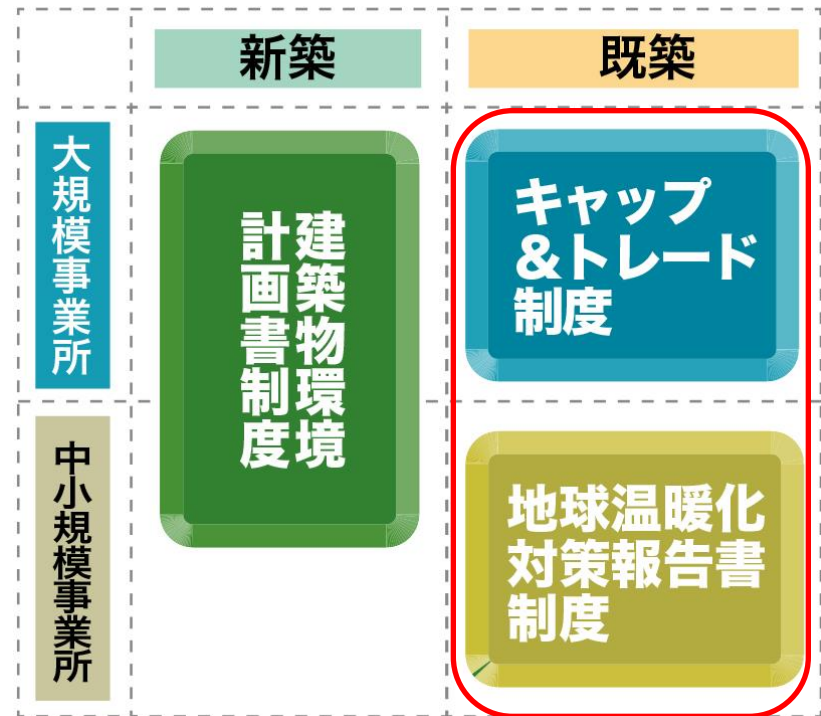 新築
既築
大規模事業所
建築物環境
計画書制度
キャップ
&トレード
制度
中小規模事業所
地球温暖化
対策報告書
制度